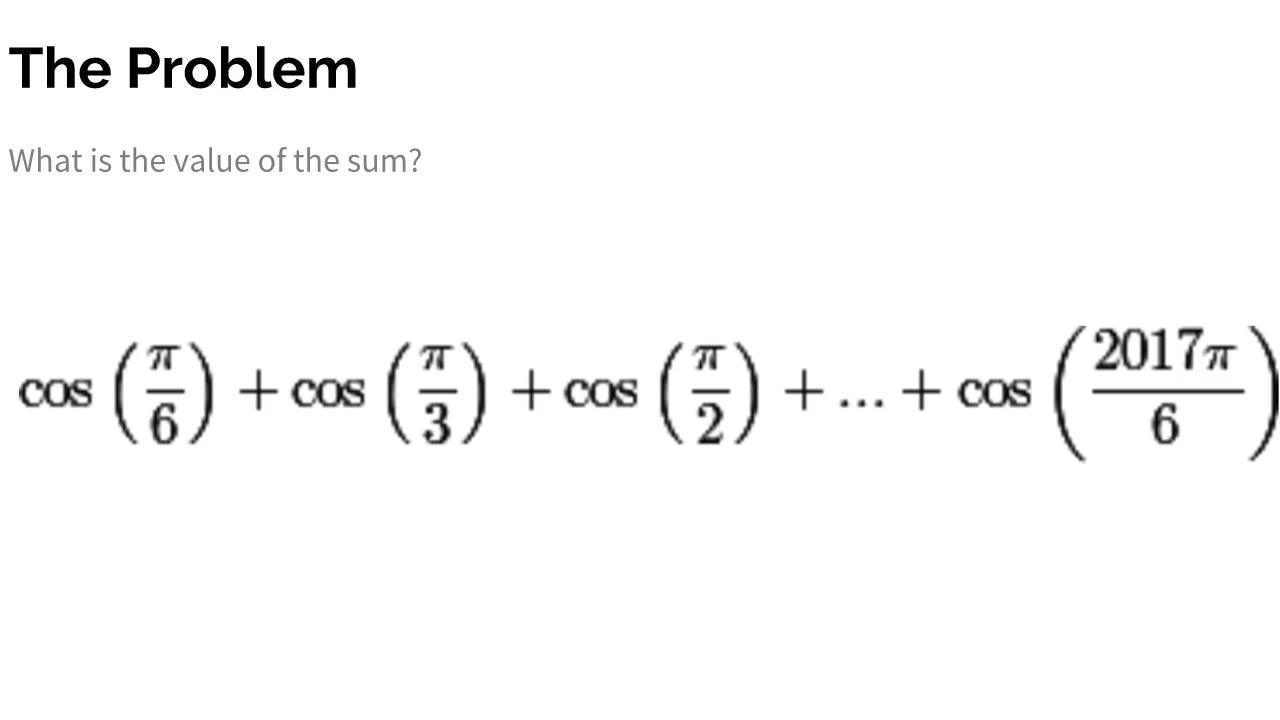 The Problem
What is the value of the sum?
cos (π/6) + cos (π/3) + cos (π/2) + ... + cos (2017π/6)